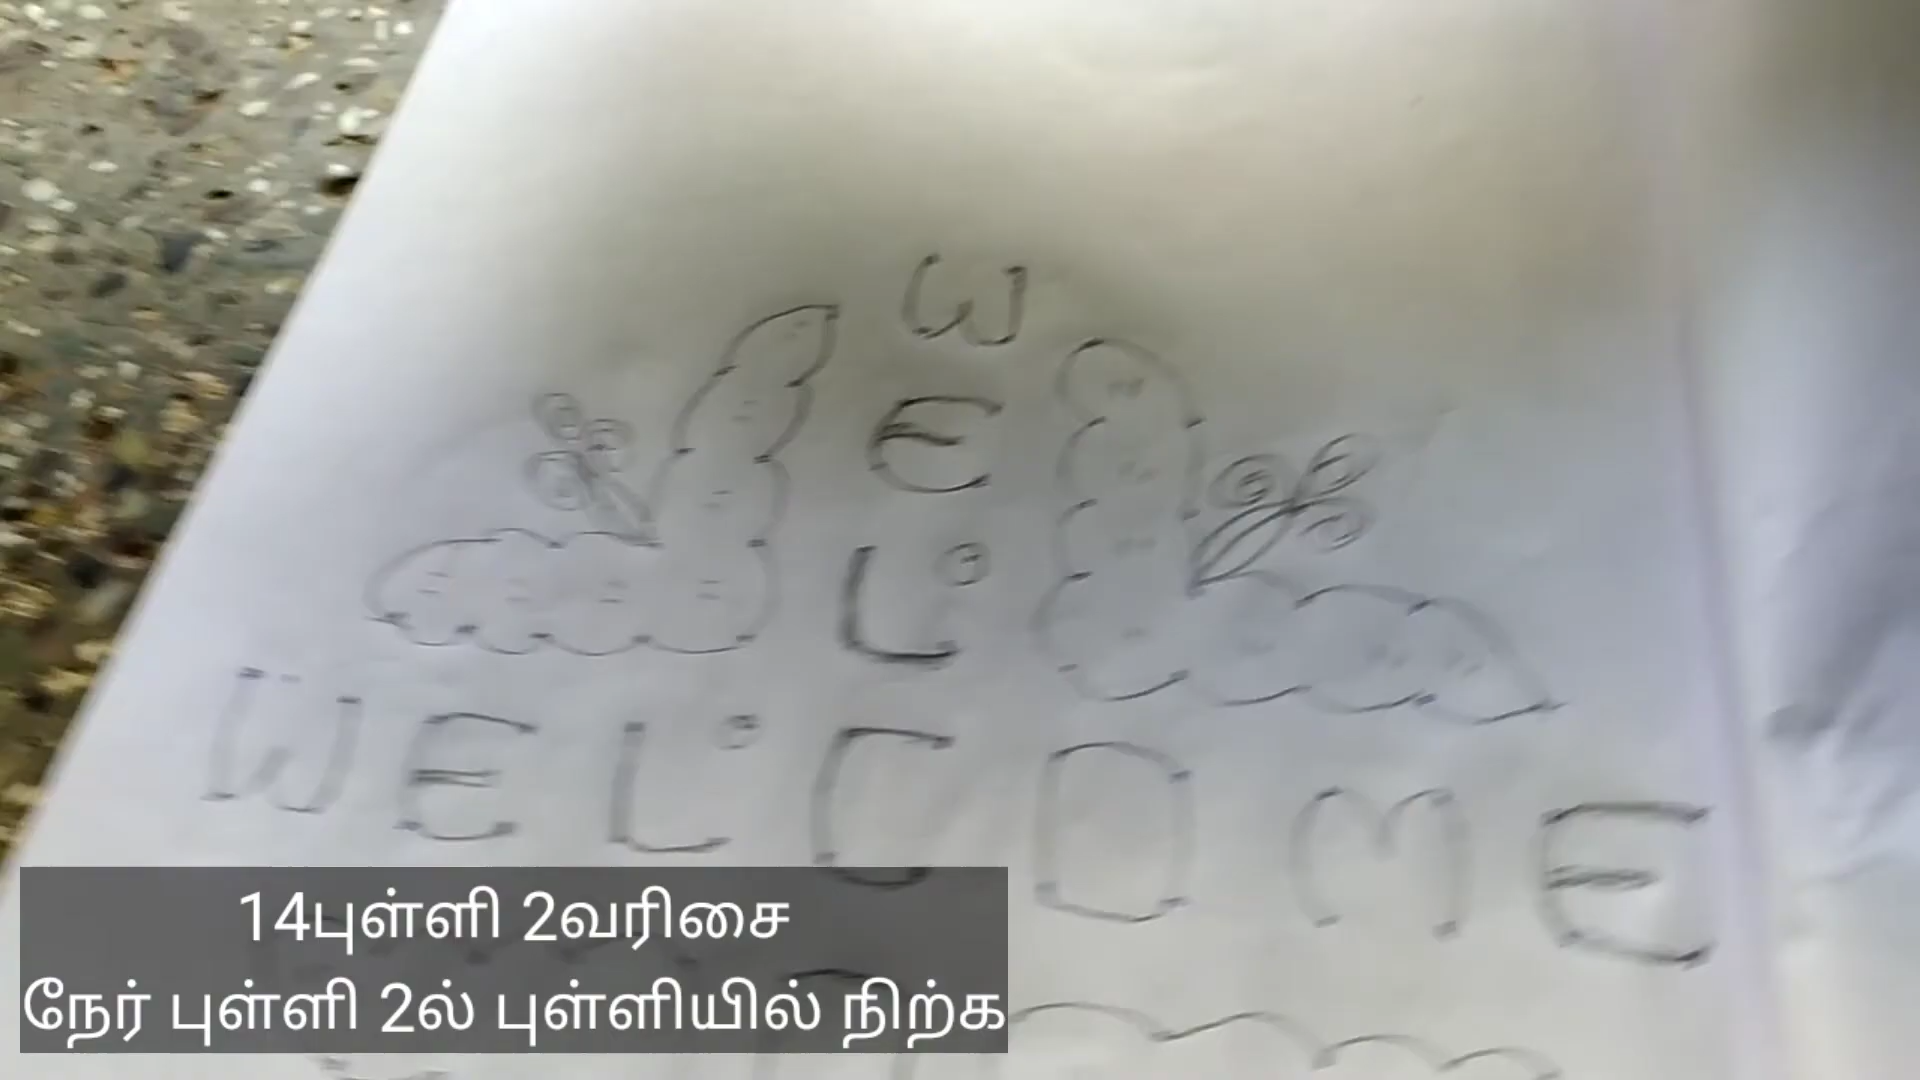 W
E
L
WELCOME
14புள்ளி 2வரிசை
நேர் புள்ளி 2ல் புள்ளியில் நிற்க